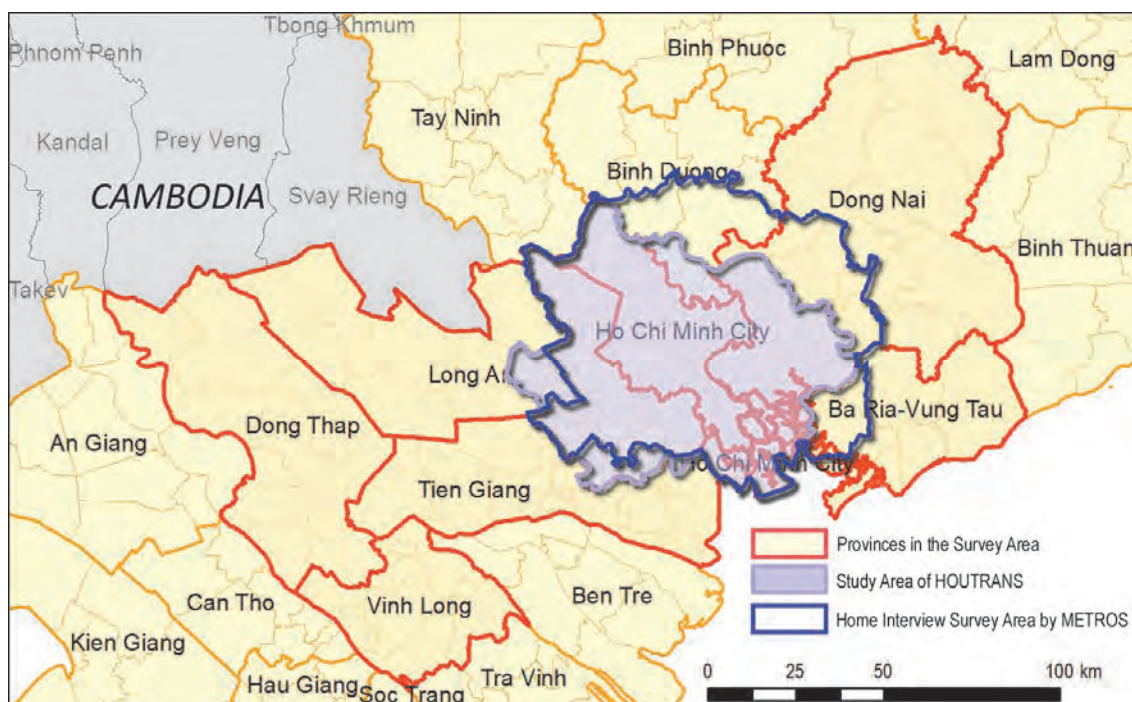 Tbong Khmum
Phnom Penh
Binh Phuoc
Lam Dong
Tay Ninh
Kandal
Prey Veng
Binh Duong
CAMBODIA
Svay Rieng
Dong Nai
Binh Thuan
Takev
Ho Chi Minh City
Long An
Ba Ria-Vung Tau
Dong Thap
An Giang
Ho Chi Minh City
Tien Giang
Provinces in the Survey Area
Study Area of HOUTRANS
Home Interview Survey Area by METROS
Can Tho
Vinh Long
Ben Tre
Kien Giang
Hau Giang
Soc Trang
Tra Vinh
0 25 50 100 km